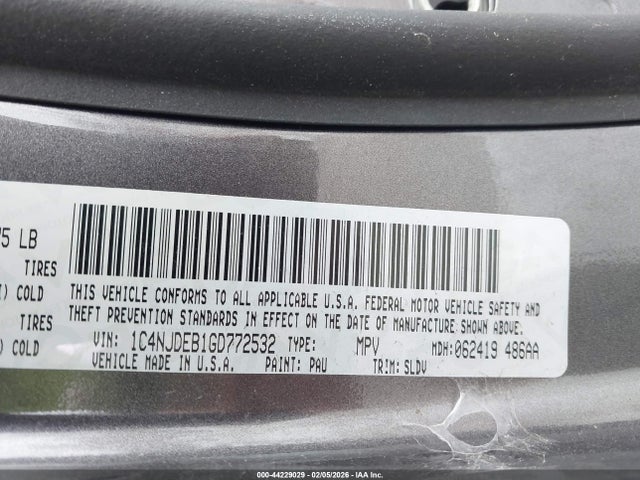 75 LB
TIRES
) COLD
TIRES
) COLD
THIS VEHICLE CONFORMS TO ALL APPLICABLE U.S.A. FEDERAL MOTOR VEHICLE SAFETY AND
THEFT PREVENTION STANDARDS IN EFFECT ON THE DATE OF MANUFACTURE SHOWN ABOVE.
VIN: 1C4NJDEB1GD772532 TYPE: MPV MDH:062419 486AA
VEHICLE MADE IN U.S.A. PAINT: PAU TRIM: SLDV
000-44229029 - 02/05/2026 - IAA Inc.